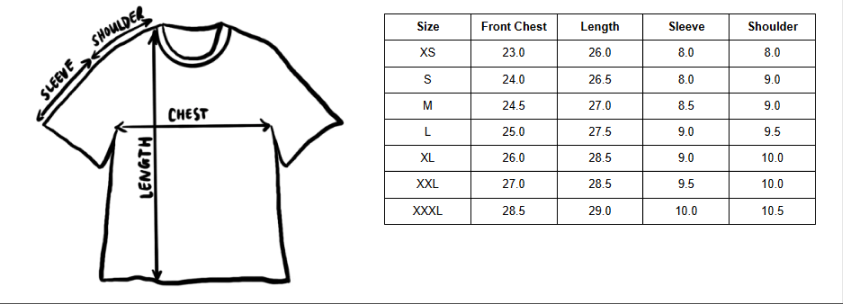 SHOULDER
SLEEVE
CHEST
LENGTH
Size Front Chest Length Sleeve Shoulder
XS 23.0 26.0 8.0 8.0
S 24.0 26.5 8.0 9.0
M 24.5 27.0 8.5 9.0
L 25.0 27.5 9.0 9.5
XL 26.0 28.5 9.0 10.0
XXL 27.0 28.5 9.5 10.0
XXXL 28.5 29.0 10.0 10.5